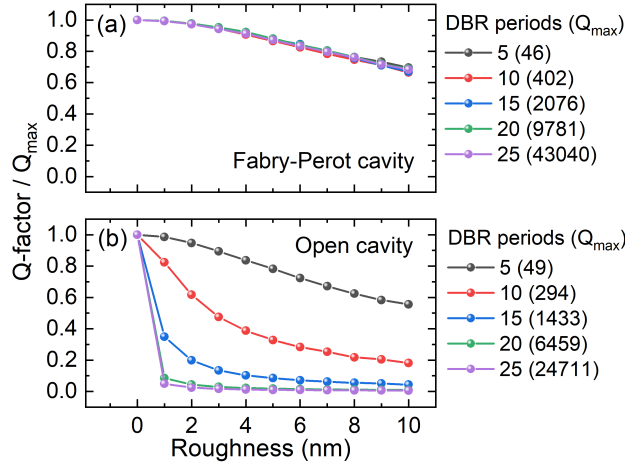 (a)
1.0
0.8
0.6
0.4
0.2
0.0
Fabry-Perot cavity
DBR periods (Qmax)
5 (46)
10 (402)
15 (2076)
20 (9781)
25 (43040)
Q-factor / Qmax
(b)
Open cavity
1.0
0.8
0.6
0.4
0.2
0.0
DBR periods (Qmax)
5 (49)
10 (294)
15 (1433)
20 (6459)
25 (24711)
0 2 4 6 8 10
Roughness (nm)